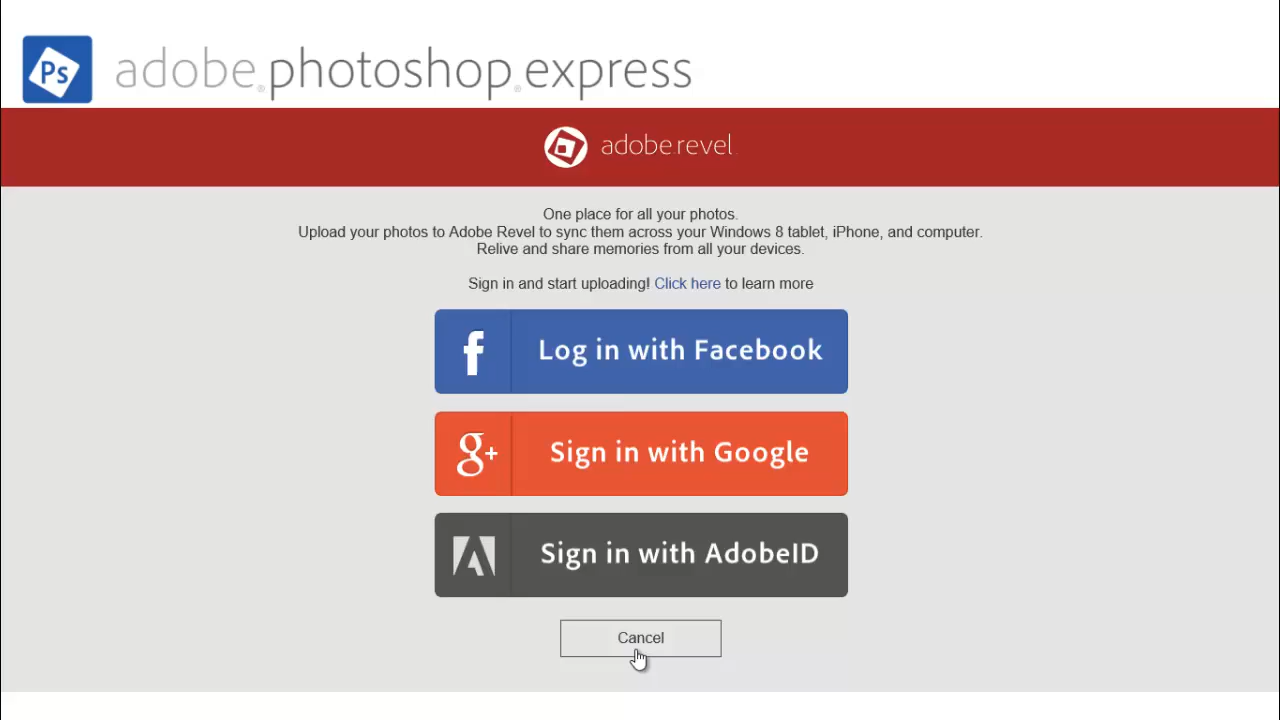 Ps adobe® photoshop® express
adobe revel
One place for all your photos.
Upload your photos to Adobe Revel to sync them across your Windows 8 tablet, iPhone, and computer.
Relive and share memories from all your devices.
Sign in and start uploading! Click here to learn more
f Log in with Facebook
g+ Sign in with Google
Sign in with AdobeID
Cancel